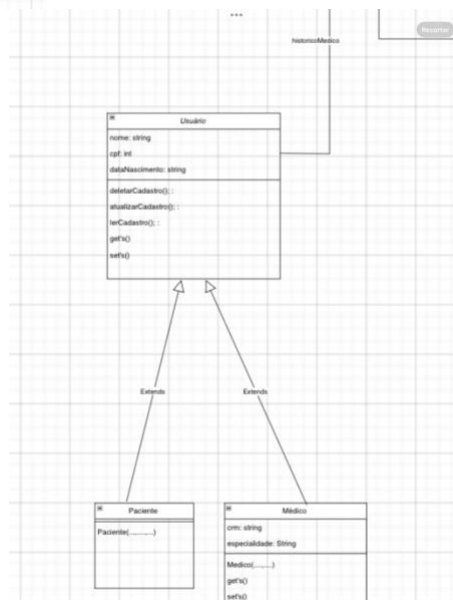 historicoMedico
Resultar
Usuário
nome: string
cpf: int
dataNascimento: string
deletarCadastro(); :
atualizarCadastro(); :
lerCadastro(); :
get's()
set's()
Extends
Extends
Paciente
Paciente(...,...,...)
Médico
crm: string
especialidade: String
Medico(...,...)
get's()
set's()